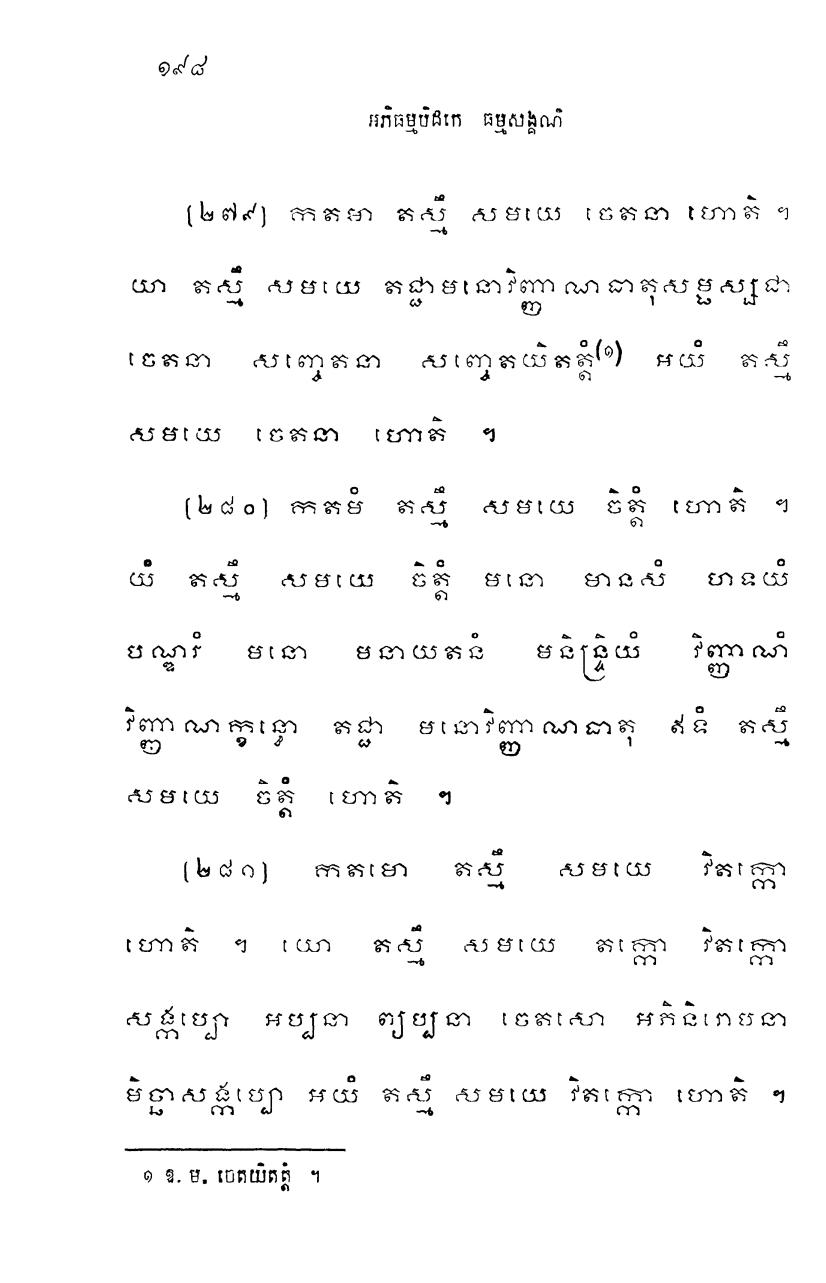 ១៩៨
អភិធម្មបិដកេ ធម្មសង្គណិ
(២៧៩) កតមា តស្មឹ សមយេ ចេតនា ហោតិ ។
យា តស្មឹ សមយេ តជ្ជាមនោវិញ្ញាណធាតុសម្ផស្សជា
ចេតនា សញ្ចេតនា សញ្ចេតយិតត្តំ(១) អយំ តស្មឹ
សមយេ ចេតនា ហោតិ ។
(២៨០) កតមំ តស្មឹ សមយេ ចិត្តំ ហោតិ ។
យំ តស្មឹ សមយេ ចិត្តំ មនោ មានសំ ហទយំ
បណ្ឌរំ មនោ មនាយតនំ មនិន្ទ្រិយំ វិញ្ញាណំ
វិញ្ញាណក្ខន្ធោ តជ្ជា មនោវិញ្ញាណធាតុ ឥទំ តស្មឹ
សមយេ ចិត្តំ ហោតិ ។
(២៨១) កតមោ តស្មឹ សមយេ វិតក្កោ
ហោតិ ។ យោ តស្មឹ សមយេ តក្កោ វិតក្កោ
សង្កប្បោ អប្បនា ព្យប្បនា ចេតសោ អភិនិរោបនា
មិច្ឆាសង្កប្បោ អយំ តស្មឹ សមយេ វិតក្កោ ហោតិ ។
១ ឱ. ម. ចេតយិតត្តំ ។